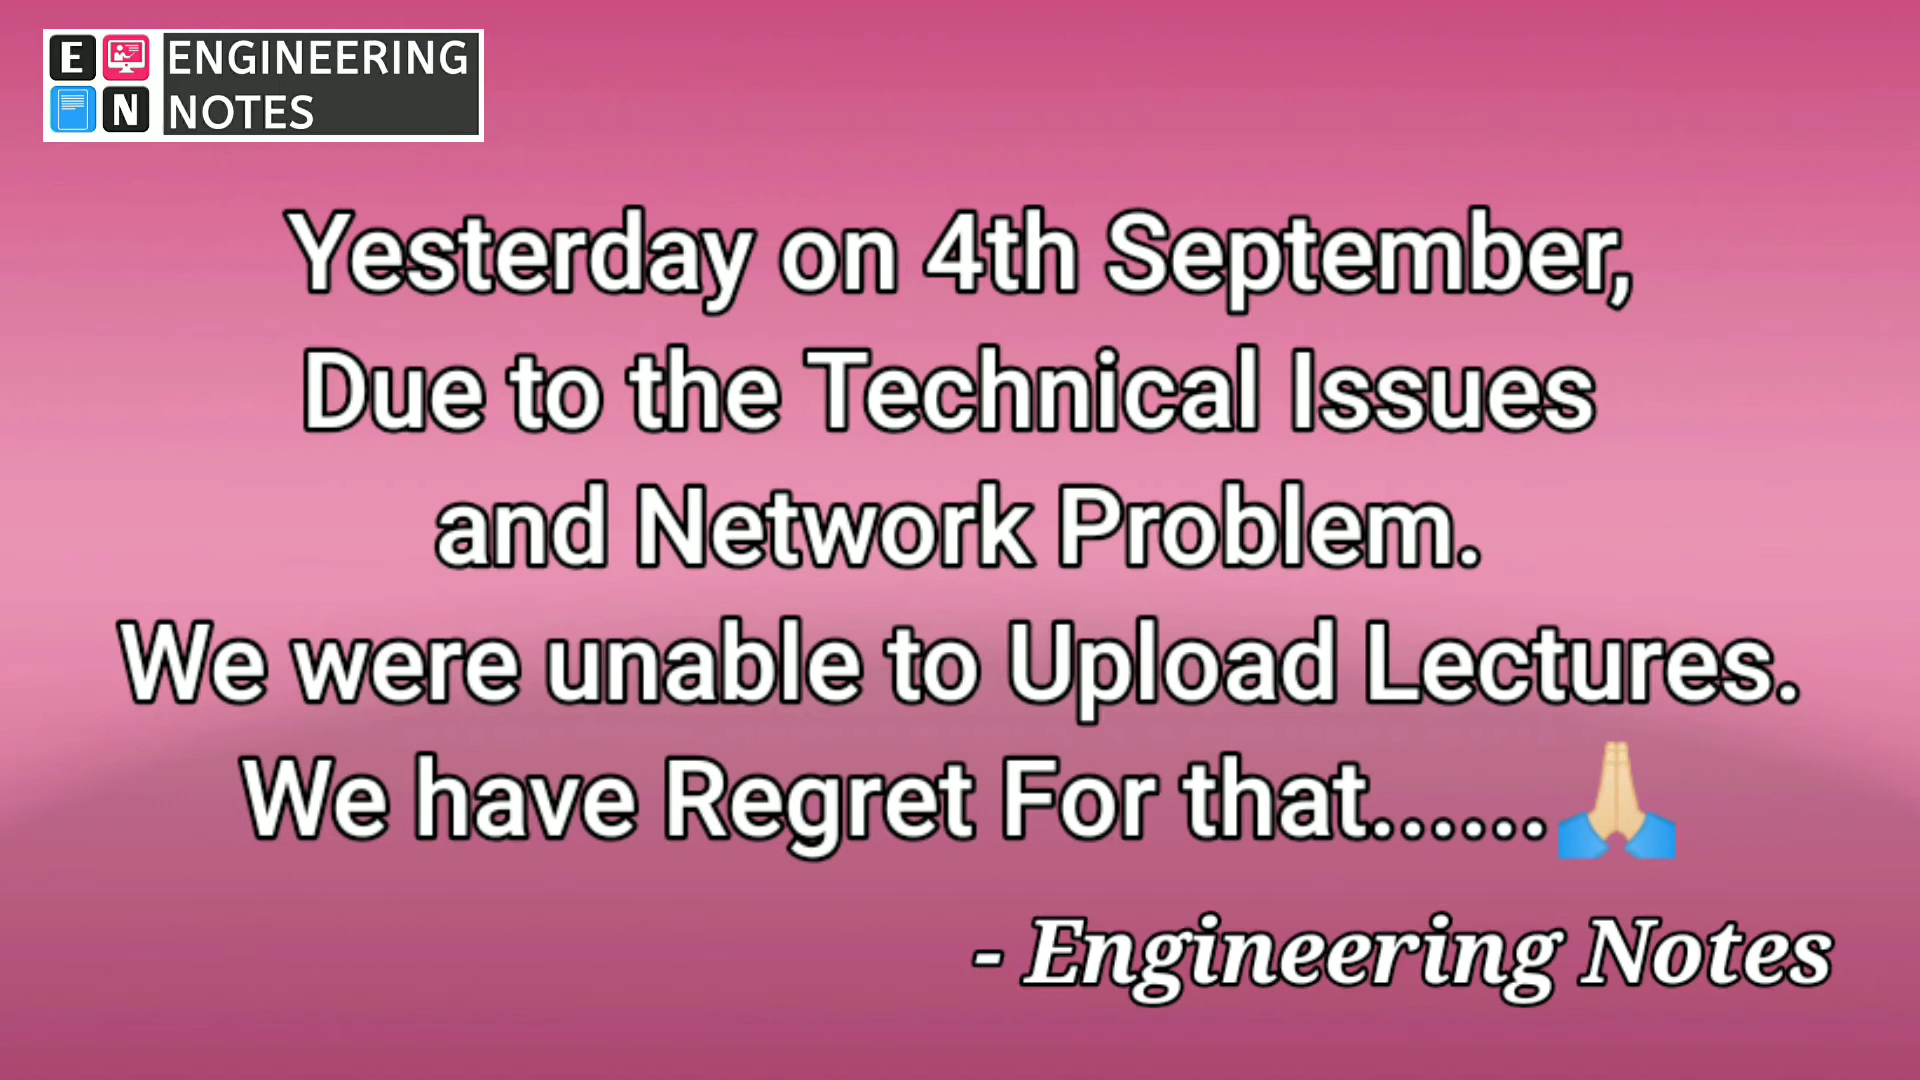 E
N
ENGINEERING
NOTES
Yesterday on 4th September,
Due to the Technical Issues
and Network Problem.
We were unable to Upload Lectures.
We have Regret For that......🙏🏻
- Engineering Notes